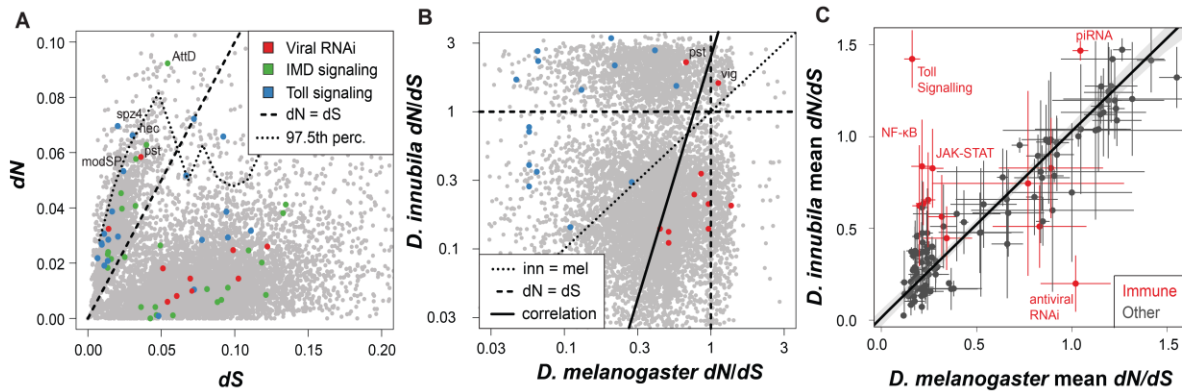 A
dN
0.10
0.08
0.06
0.04
0.02
0.00
AttD
spz4
nec
pst
modSP
Viral RNAi
IMD signaling
Toll signaling
dN = dS
97.5th perc.
0.00 0.05 0.10 0.15 0.20
dS
B
D. innubila dN/dS
3
1
0.3
0.1
0.03
pst
vig
inn = mel
dN = dS
correlation
0.03 0.1 0.3 1 3
D. melanogaster dN/dS
C
D. innubila mean dN/dS
1.5
1.0
0.5
0.0
piRNA
Toll
Signalling
NF-κB
JAK-STAT
antiviral
RNAi
Immune
Other
0.0 0.5 1.0 1.5
D. melanogaster mean dN/dS